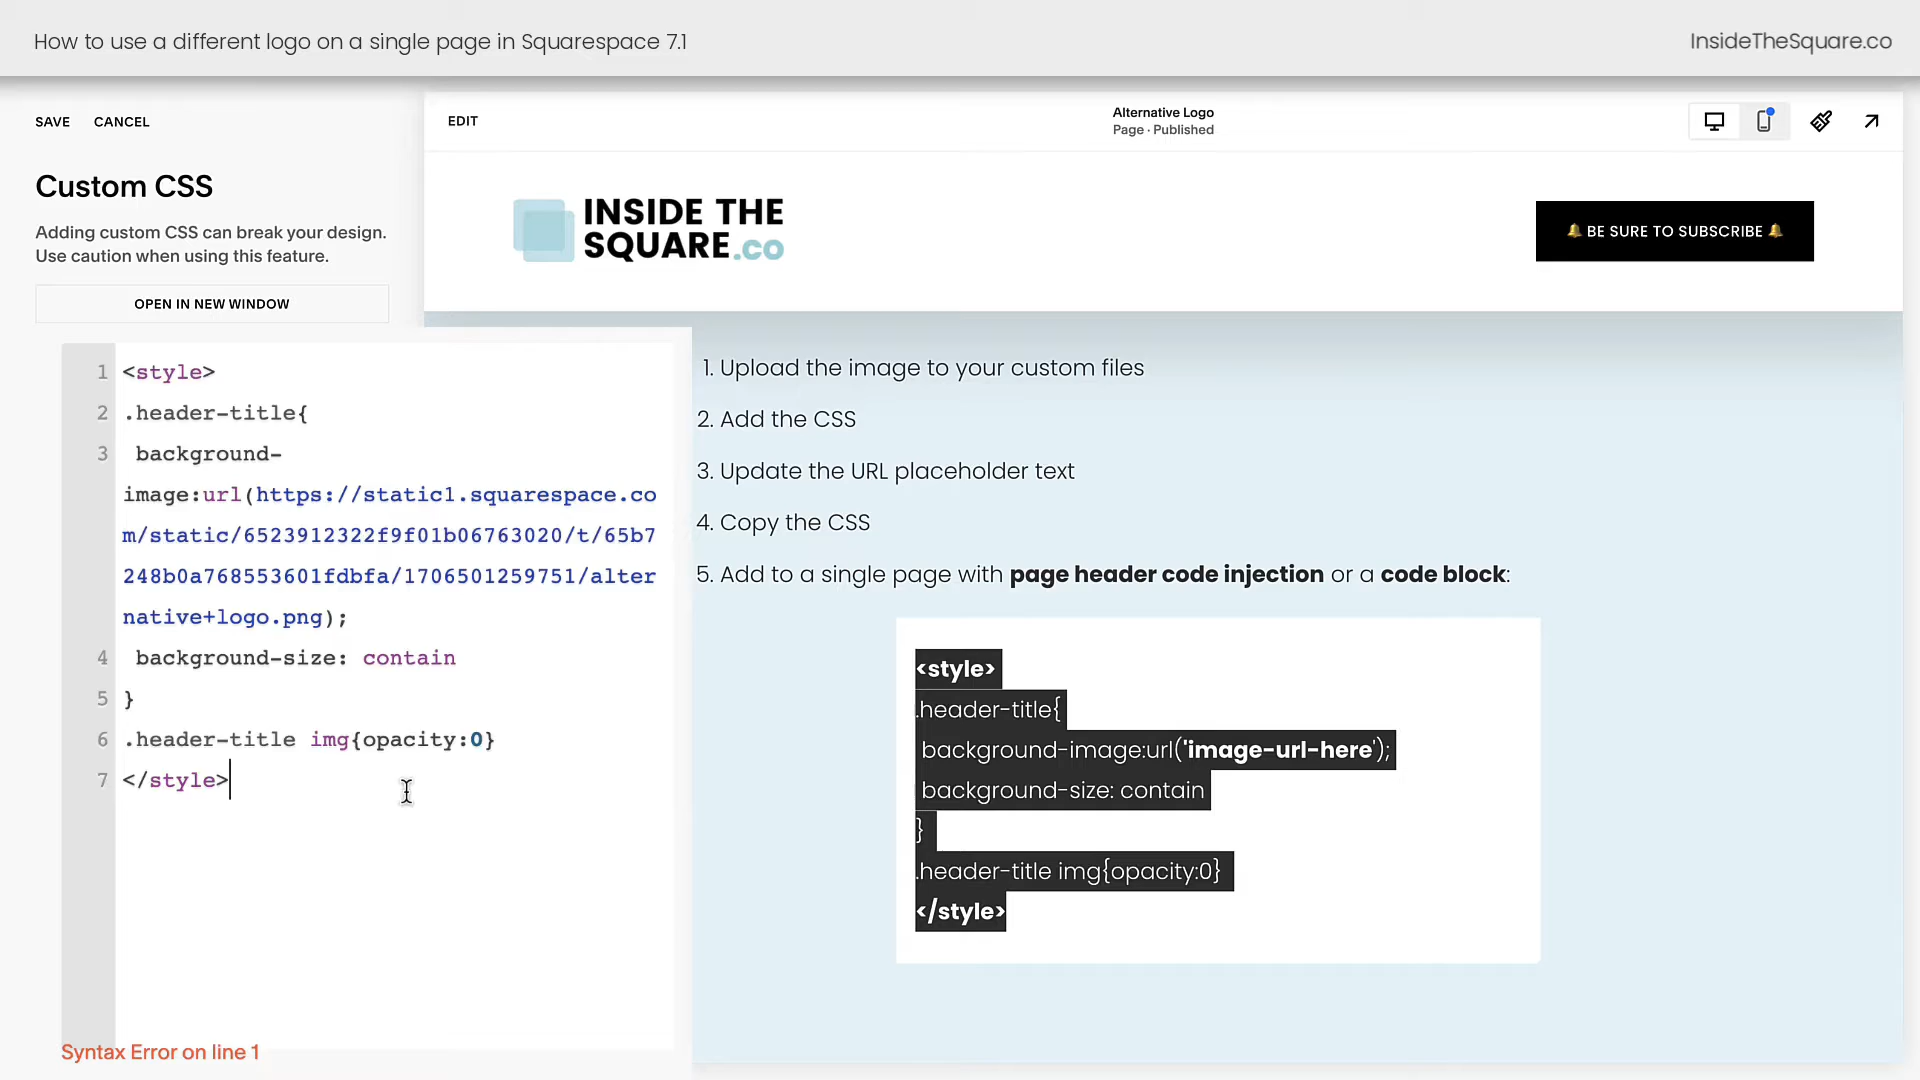 How to use a different logo on a single page in Squarespace 7.1
InsideTheSquare.co
SAVE CANCEL
EDIT
Alternative Logo
Page · Published
Custom CSS
Adding custom CSS can break your design.
Use caution when using this feature.
OPEN IN NEW WINDOW
INSIDE THE
SQUARE.co
🔔 BE SURE TO SUBSCRIBE 🔔
1 <style>
2 .header-title{
3 background-
image:url(https://static1.squarespace.co
m/static/6523912322f9f01b06763020/t/65b7
248b0a768553601fdbfa/1706501259751/alter
native+logo.png);
4 background-size: contain
5 }
6 .header-title img{opacity:0}
7 </style>
Syntax Error on line 1
1. Upload the image to your custom files
2. Add the CSS
3. Update the URL placeholder text
4. Copy the CSS
5. Add to a single page with page header code injection or a code block:
<style>
.header-title{
background-image:url('image-url-here');
background-size: contain
}
.header-title img{opacity:0}
</style>